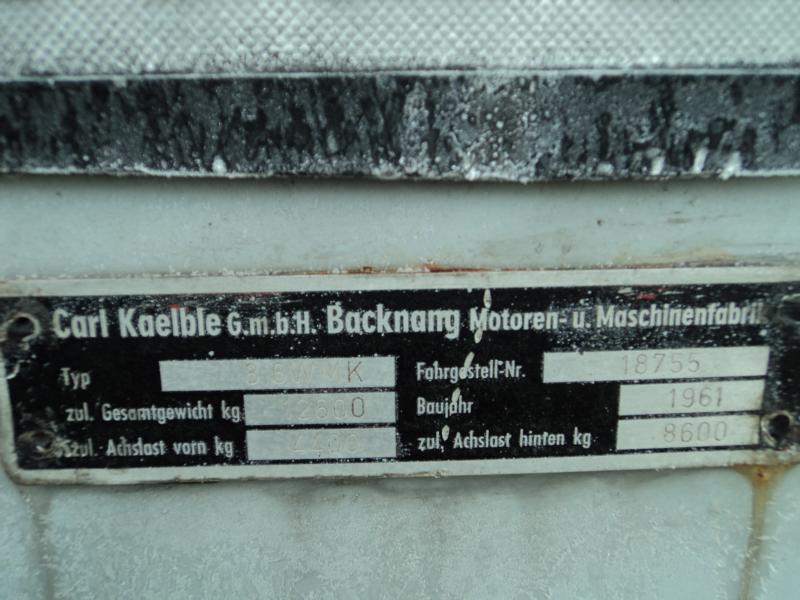 Carl Kaelble G.m.b.H. Backnang Motoren- u. Maschinenfabrik
Typ Fahrgestell-Nr. 18755
zul. Gesamtgewicht kg Baujahr 1961
zul. Achslast vorn kg zul. Achslast hinten kg 8600